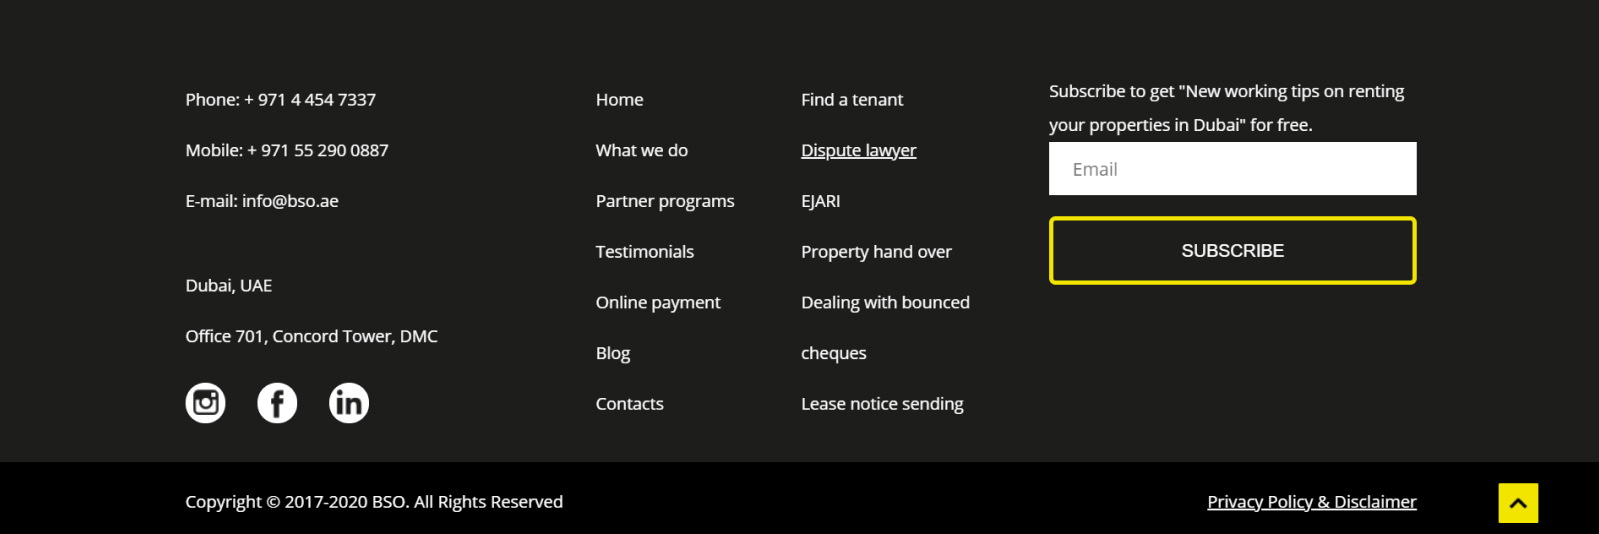 Phone: + 971 4 454 7337
Mobile: + 971 55 290 0887
E-mail: info@bso.ae
Dubai, UAE
Office 701, Concord Tower, DMC
Home
What we do
Partner programs
Testimonials
Online payment
Blog
Contacts
Find a tenant
Dispute lawyer
EJARI
Property hand over
Dealing with bounced
cheques
Lease notice sending
Subscribe to get "New working tips on renting
your properties in Dubai" for free.
Email
SUBSCRIBE
Copyright © 2017-2020 BSO. All Rights Reserved
Privacy Policy & Disclaimer